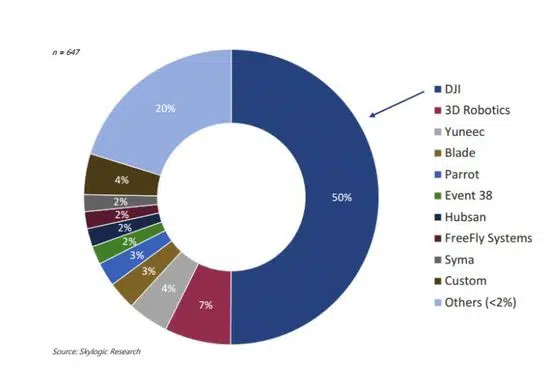 n = 647
DJI
3D Robotics
Yuneec
Blade
Parrot
Event 38
Hubsan
FreeFly Systems
Syma
Custom
Others (<2%)
50%
7%
4%
3%
3%
2%
2%
2%
2%
4%
20%
Source: Skylogic Research